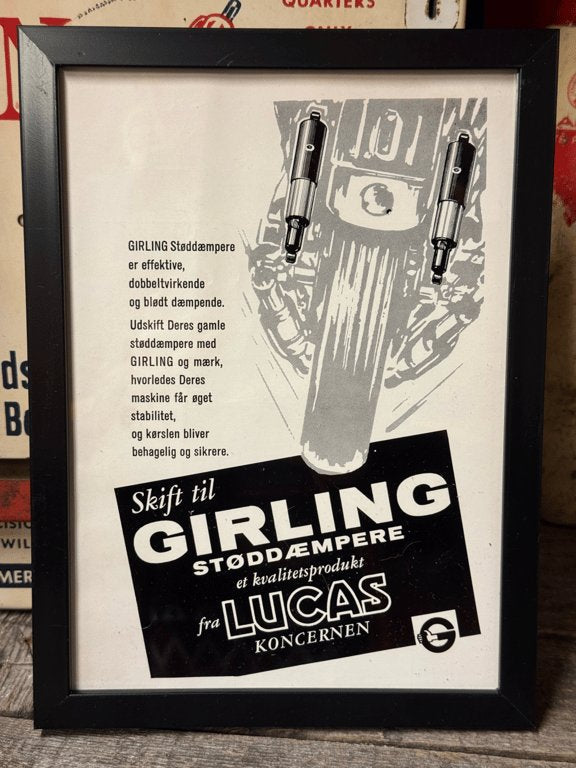 QUARTERS
GIRLING Støddæmpere
er effektive,
dobbeltvirkende
og blødt dæmpende.
Udskift Deres gamle
støddæmpere med
GIRLING og mærk,
hvorledes Deres
maskine får øget
stabilitet,
og kørslen bliver
behagelig og sikrere.
Skift til
GIRLING
STØDDÆMPERE
et kvalitetsprodukt
fra LUCAS
KONCERNEN
G